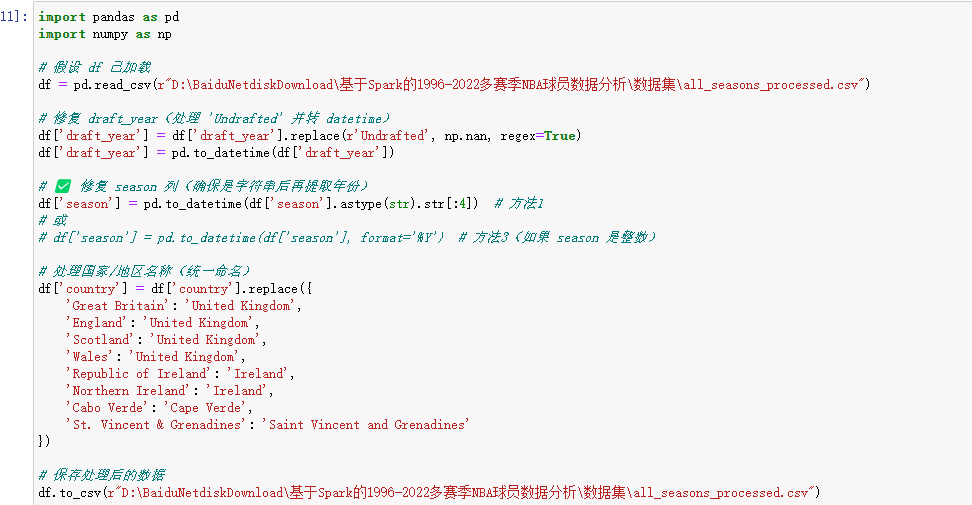 11]:
import pandas as pd
import numpy as np
# 假设 df 已加载
df = pd.read_csv(r"D:\BaiduNetdiskDownload\基于Spark的1996-2022多赛季NBA球员数据分析\数据集\all_seasons_processed.csv")
# 修复 draft_year（处理 'Undrafted' 并转 datetime）
df['draft_year'] = df['draft_year'].replace(r'Undrafted', np.nan, regex=True)
df['draft_year'] = pd.to_datetime(df['draft_year'])
# ✅ 修复 season 列（确保是字符串后再提取年份）
df['season'] = pd.to_datetime(df['season'].astype(str).str[:4])  # 方法1
# 或
# df['season'] = pd.to_datetime(df['season'], format='%Y')  # 方法3（如果 season 是整数）
# 处理国家/地区名称（统一命名）
df['country'] = df['country'].replace({
    'Great Britain': 'United Kingdom',
    'England': 'United Kingdom',
    'Scotland': 'United Kingdom',
    'Wales': 'United Kingdom',
    'Republic of Ireland': 'Ireland',
    'Northern Ireland': 'Ireland',
    'Cabo Verde': 'Cape Verde',
    'St. Vincent & Grenadines': 'Saint Vincent and Grenadines'
})
# 保存处理后的数据
df.to_csv(r"D:\BaiduNetdiskDownload\基于Spark的1996-2022多赛季NBA球员数据分析\数据集\all_seasons_processed.csv")